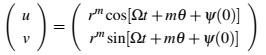 ( u ) = ( r^m cos[Ωt + mθ + ψ(0)] )
( v )   ( r^m sin[Ωt + mθ + ψ(0)] )